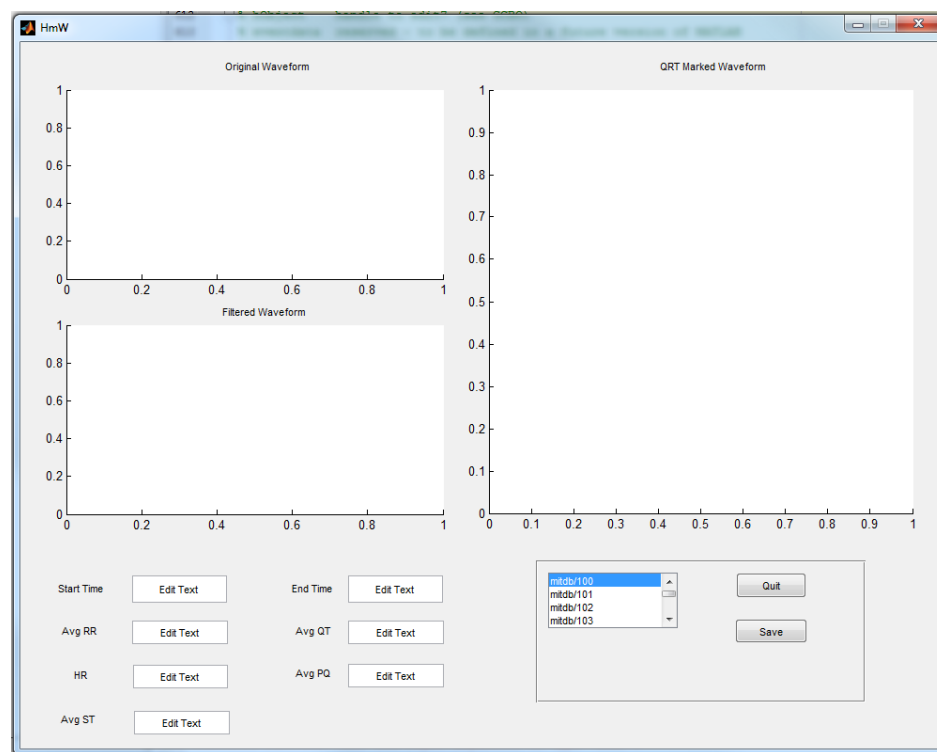 HmW
Original Waveform
QRT Marked Waveform
1
0.8
0.6
0.4
0.2
0
0 0.2 0.4 0.6 0.8 1
1
0.9
0.8
0.7
0.6
0.5
0.4
0.3
0.2
0.1
0
0 0.1 0.2 0.3 0.4 0.5 0.6 0.7 0.8 0.9 1
Filtered Waveform
1
0.8
0.6
0.4
0.2
0
0 0.2 0.4 0.6 0.8 1
Start Time Edit Text End Time Edit Text
Avg RR Edit Text Avg QT Edit Text
HR Edit Text Avg PQ Edit Text
Avg ST Edit Text
mitdb/100
mitdb/101
mitdb/102
mitdb/103
Quit
Save